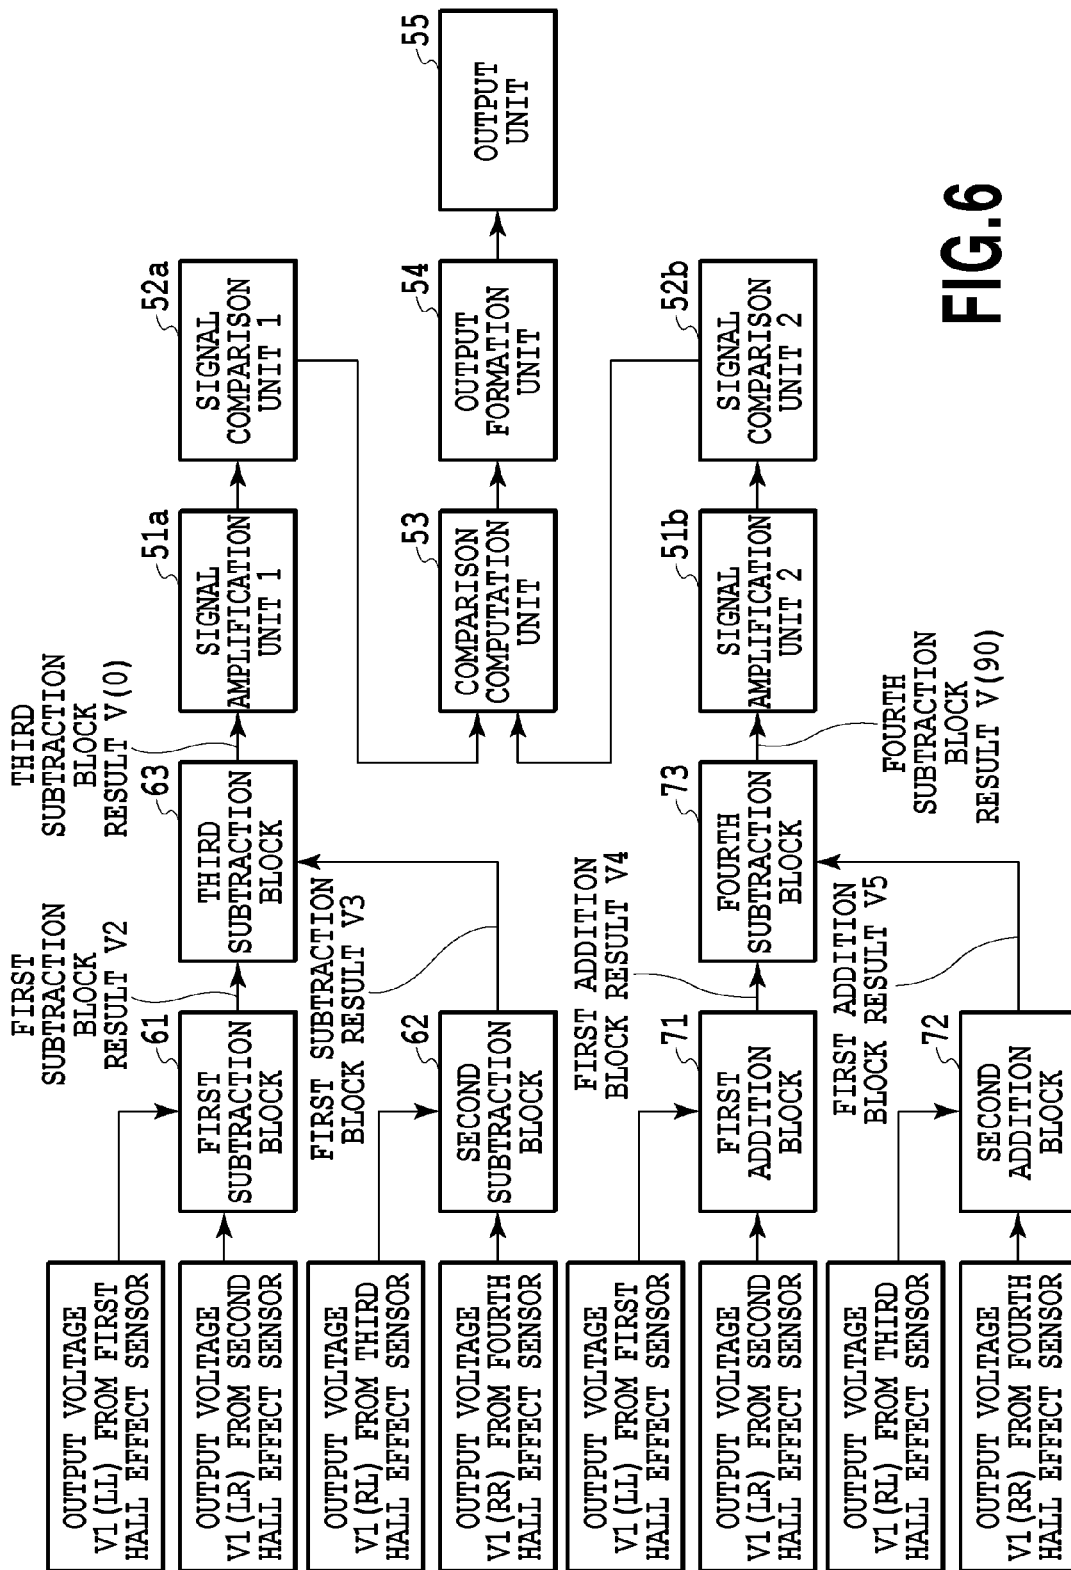 OUTPUT VOLTAGE
V1(LL) FROM FIRST
HALL EFFECT SENSOR
OUTPUT VOLTAGE
V1(LR) FROM SECOND
HALL EFFECT SENSOR
OUTPUT VOLTAGE
V1(RL) FROM THIRD
HALL EFFECT SENSOR
OUTPUT VOLTAGE
V1(RR) FROM FOURTH
HALL EFFECT SENSOR
OUTPUT VOLTAGE
V1(LL) FROM FIRST
HALL EFFECT SENSOR
OUTPUT VOLTAGE
V1(LR) FROM SECOND
HALL EFFECT SENSOR
OUTPUT VOLTAGE
V1(RL) FROM THIRD
HALL EFFECT SENSOR
OUTPUT VOLTAGE
V1(RR) FROM FOURTH
HALL EFFECT SENSOR
61
FIRST
SUBTRACTION
BLOCK
FIRST
SUBTRACTION
BLOCK
RESULT V2
62
SECOND
SUBTRACTION
BLOCK
FIRST SUBTRACTION
BLOCK RESULT V3
71
FIRST
ADDITION
BLOCK
FIRST ADDITION
BLOCK RESULT V4
72
SECOND
ADDITION
BLOCK
FIRST ADDITION
BLOCK RESULT V5
63
THIRD
SUBTRACTION
BLOCK
THIRD
SUBTRACTION
BLOCK
RESULT V(0)
73
FOURTH
SUBTRACTION
BLOCK
FOURTH
SUBTRACTION
BLOCK
RESULT V(90)
51a
SIGNAL
AMPLIFICATION
UNIT 1
53
COMPARISON
COMPUTATION
UNIT
51b
SIGNAL
AMPLIFICATION
UNIT 2
52a
SIGNAL
COMPARISON
UNIT 1
54
OUTPUT
FORMATION
UNIT
52b
SIGNAL
COMPARISON
UNIT 2
55
OUTPUT
UNIT
FIG.6